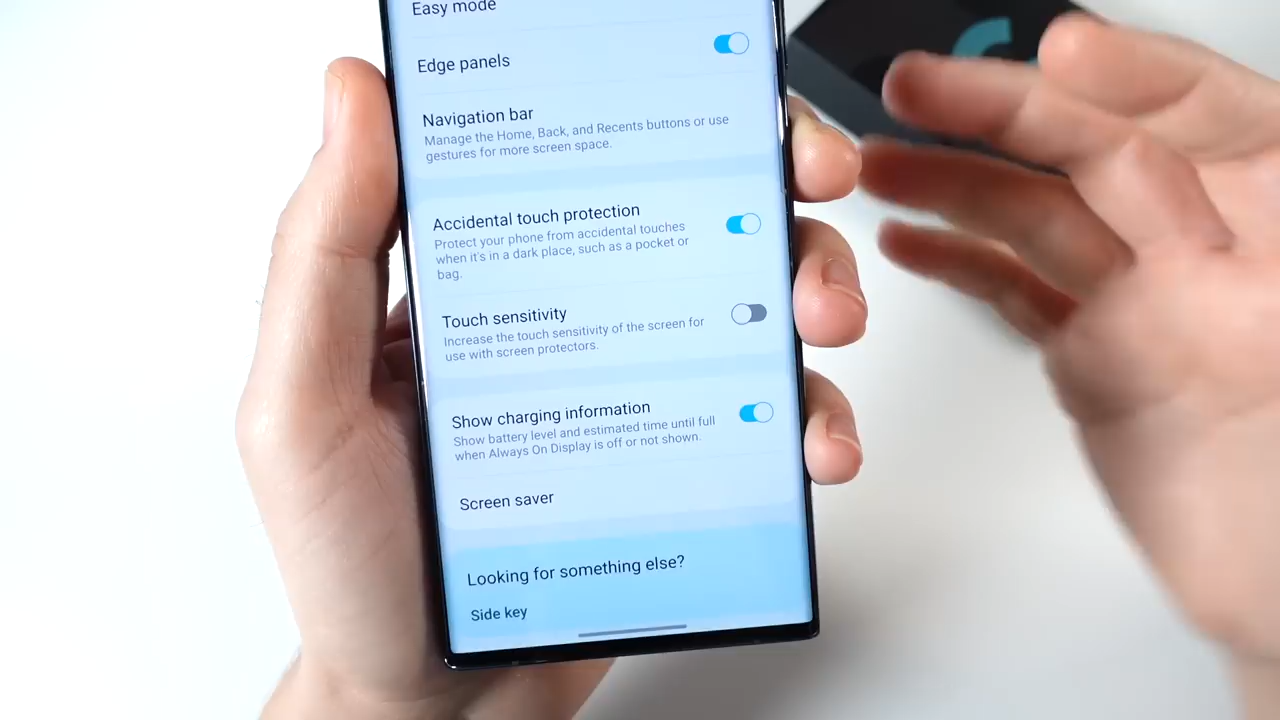 Easy mode
Edge panels
Navigation bar
Manage the Home, Back, and Recents buttons or use
gestures for more screen space.
Accidental touch protection
Protect your phone from accidental touches
when it's in a dark place, such as a pocket or
bag.
Touch sensitivity
Increase the touch sensitivity of the screen for
use with screen protectors.
Show charging information
Show battery level and estimated time until full
when Always On Display is off or not shown.
Screen saver
Looking for something else?
Side key